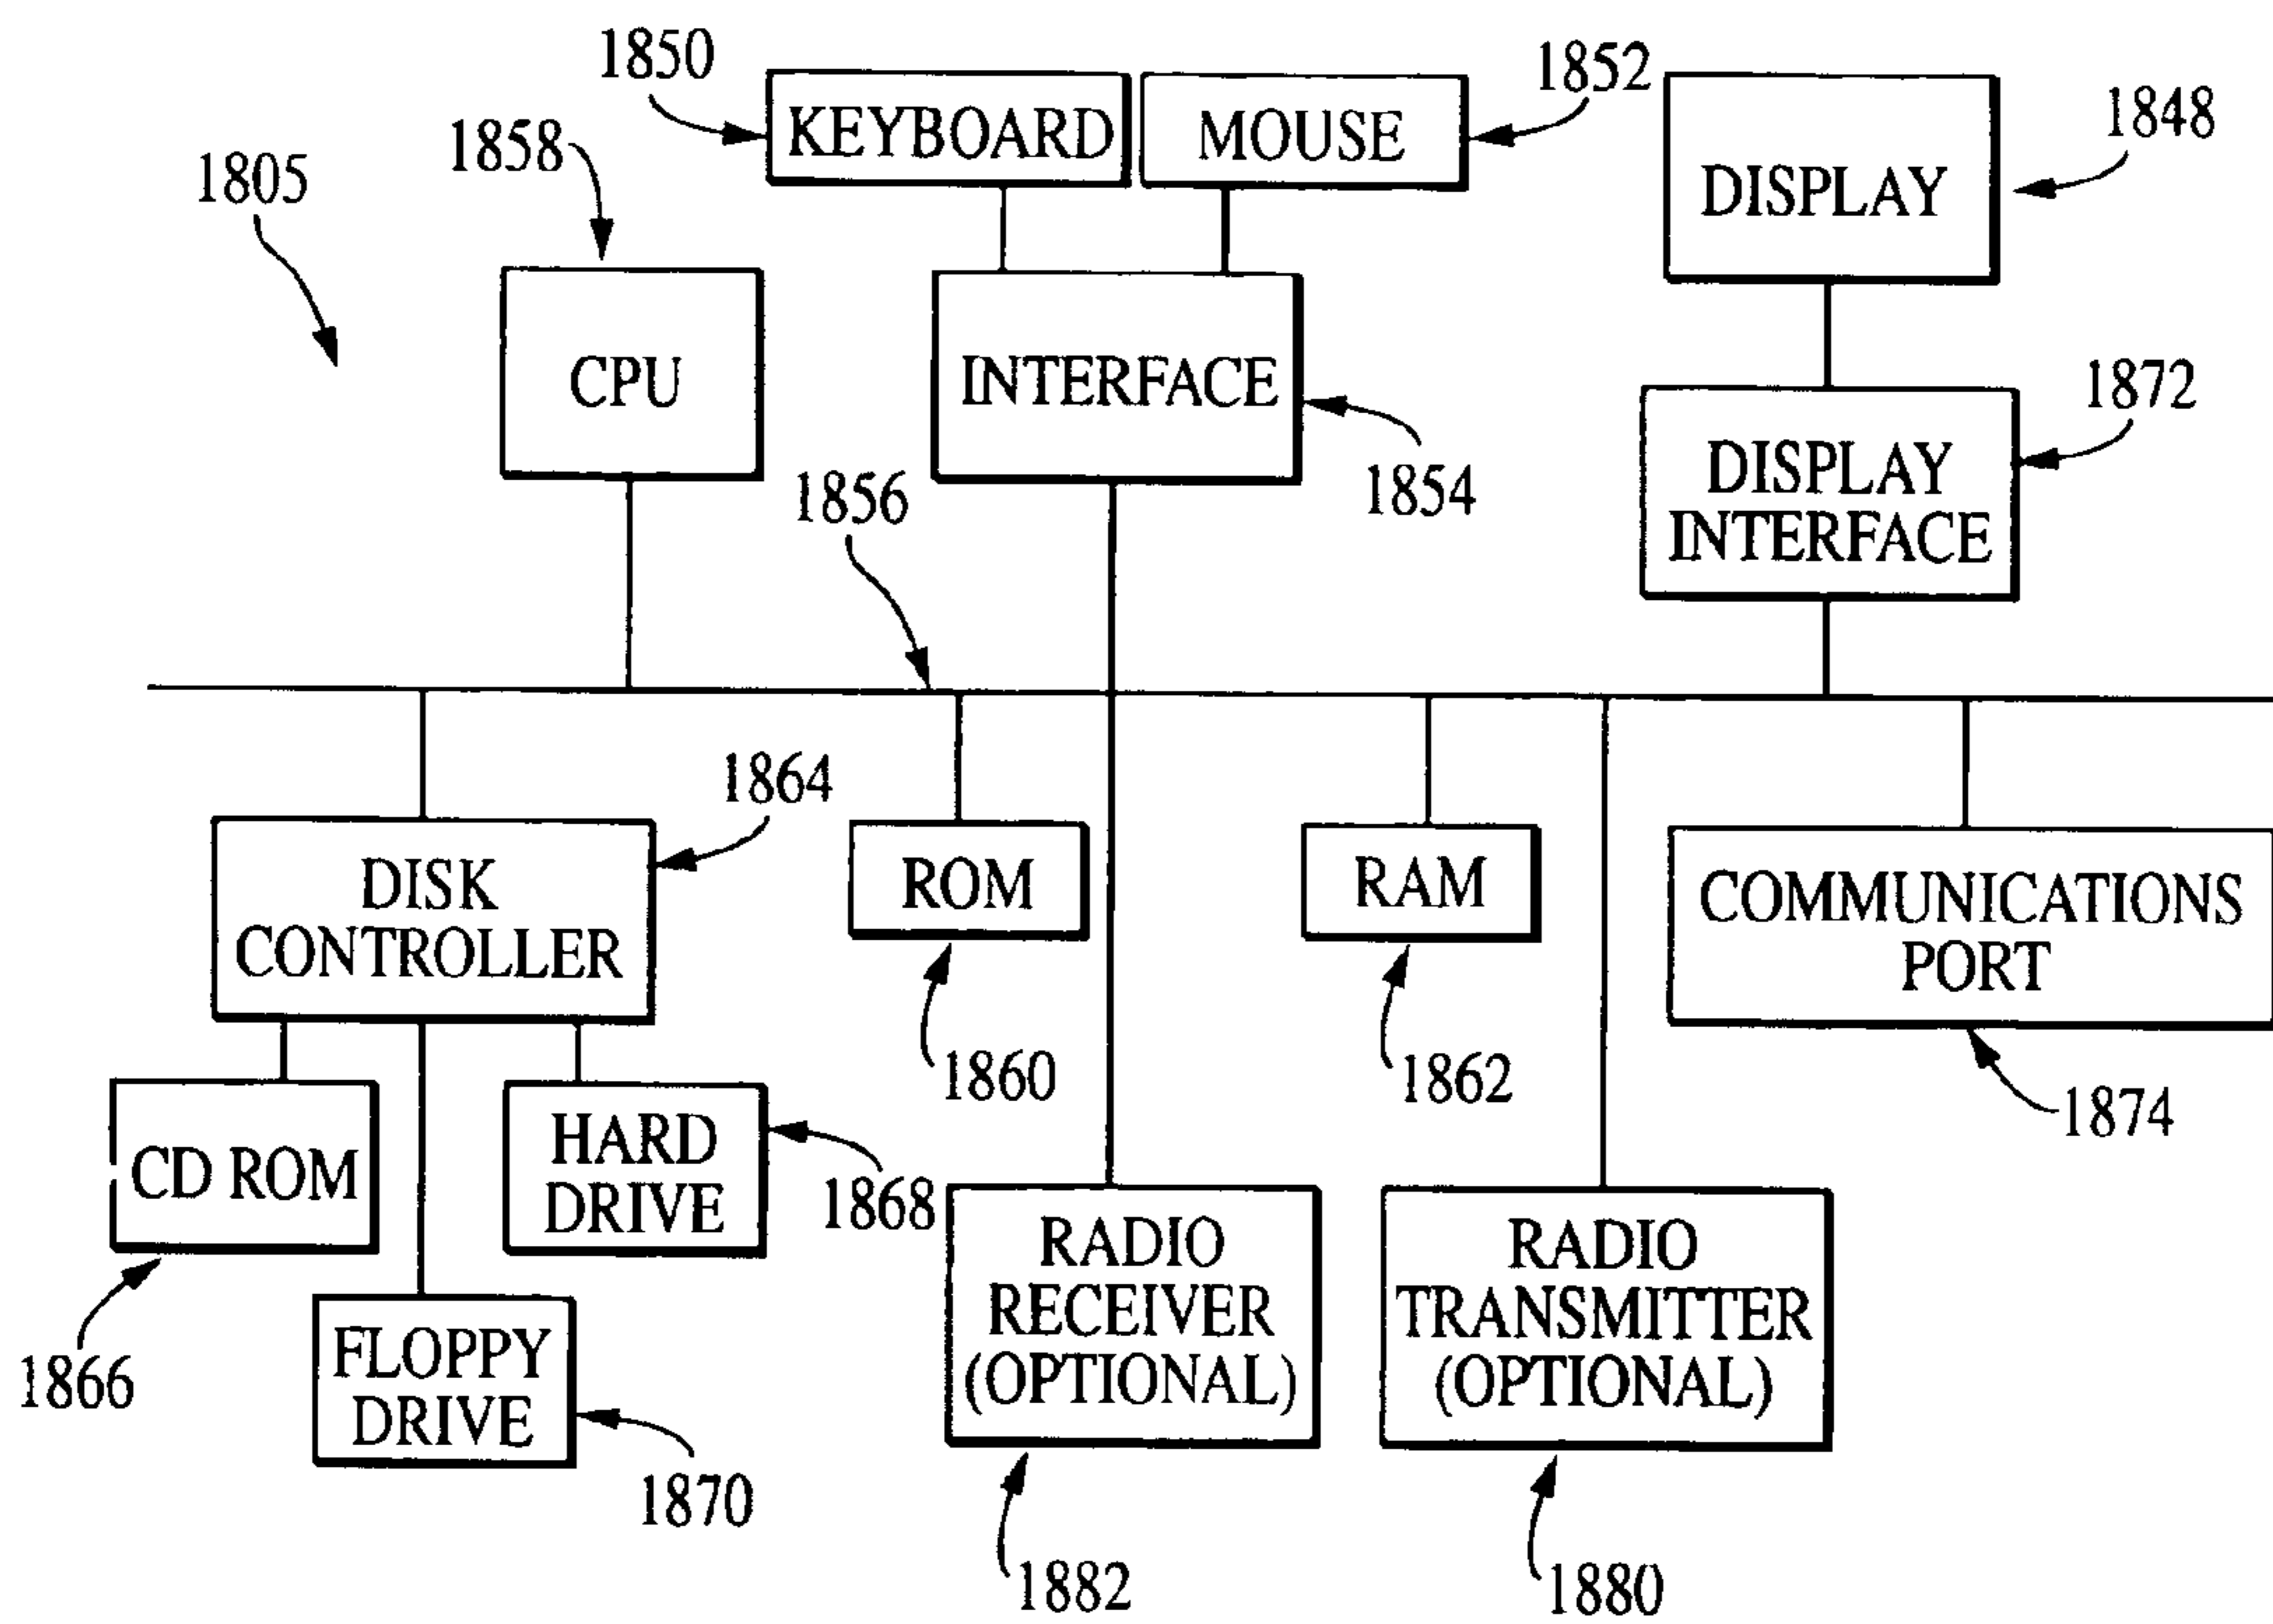 1850
KEYBOARD
MOUSE
1852
DISPLAY
1848
1805
1858
CPU
INTERFACE
1854
DISPLAY
INTERFACE
1872
1856
DISK
CONTROLLER
1864
ROM
1860
RAM
1862
COMMUNICATIONS
PORT
1874
CD ROM
1866
HARD
DRIVE
1868
FLOPPY
DRIVE
1870
RADIO
RECEIVER
(OPTIONAL)
1882
RADIO
TRANSMITTER
(OPTIONAL)
1880